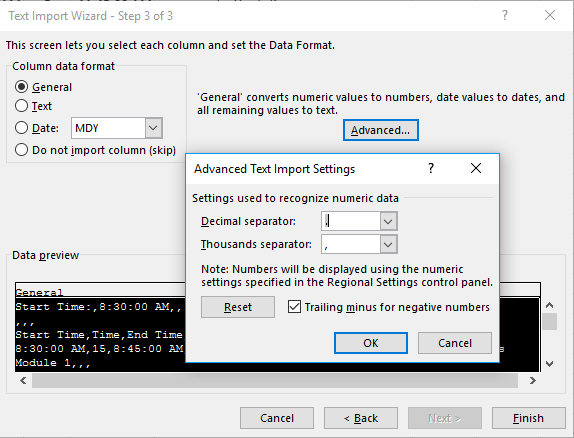 Text Import Wizard - Step 3 of 3
This screen lets you select each column and set the Data Format.
Column data format
General
Text
Date: MDY
Do not import column (skip)
'General' converts numeric values to numbers, date values to dates, and
all remaining values to text.
Advanced...
Advanced Text Import Settings
Settings used to recognize numeric data
Decimal separator: .
Thousands separator: ,
Note: Numbers will be displayed using the numeric
settings specified in the Regional Settings control panel.
Reset
Trailing minus for negative numbers
OK
Cancel
Data preview
General
Start Time:,8:30:00 AM,,
,,,
Start Time,Time,End Time
8:30:00 AM,15,8:45:00 AM
Module 1,,,
Cancel
< Back
Next >
Finish